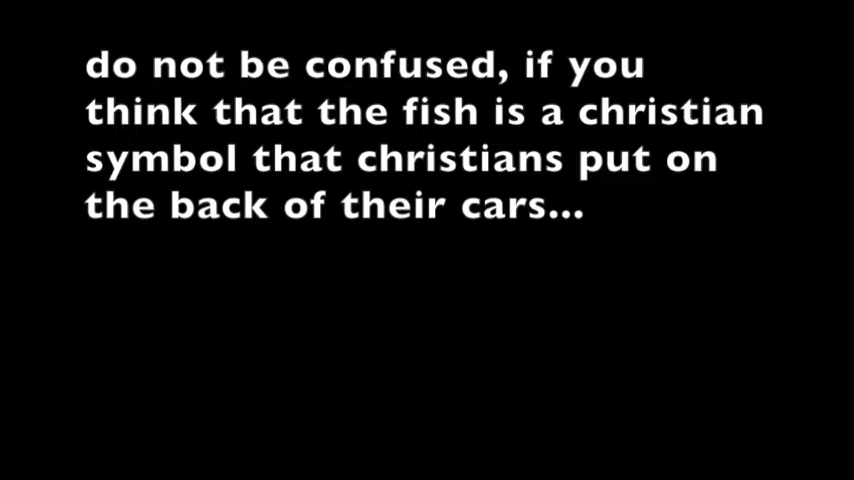 do not be confused, if you
think that the fish is a christian
symbol that christians put on
the back of their cars...